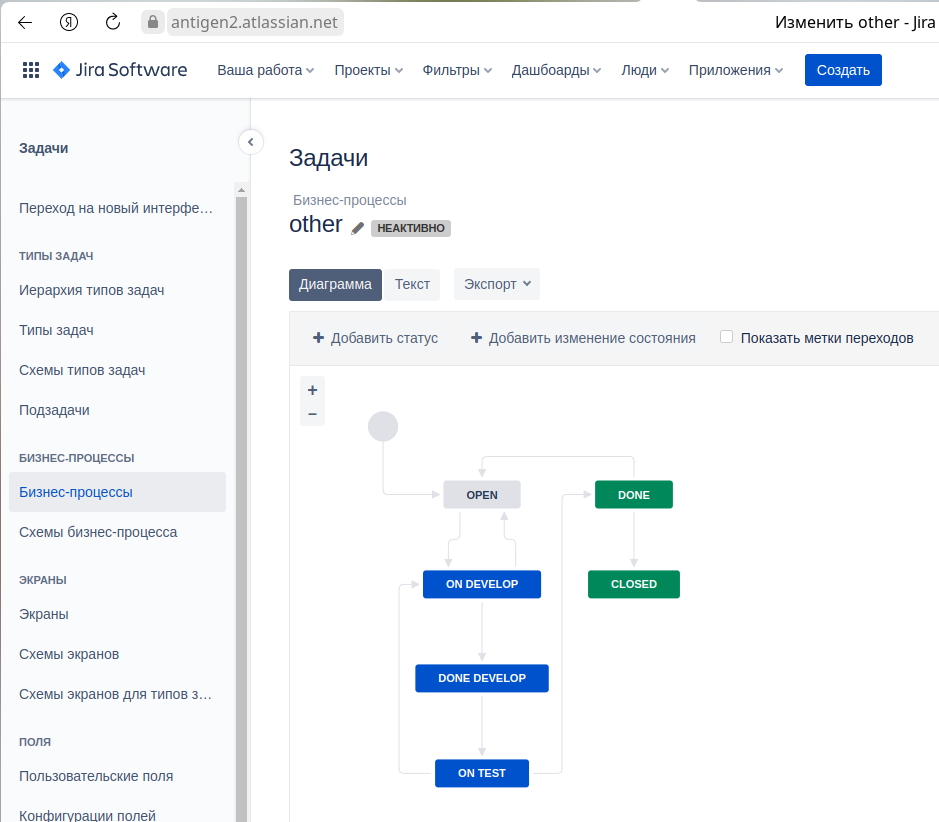 Я
antigen2.atlassian.net
Изменить other - Jira
Jira Software
Ваша работа
Проекты
Фильтры
Дашбоарды
Люди
Приложения
Создать
Задачи
Переход на новый интерфе…
ТИПЫ ЗАДАЧ
Иерархия типов задач
Типы задач
Схемы типов задач
Подзадачи
БИЗНЕС-ПРОЦЕССЫ
Бизнес-процессы
Схемы бизнес-процесса
ЭКРАНЫ
Экраны
Схемы экранов
Схемы экранов для типов з…
ПОЛЯ
Пользовательские поля
Конфигурации полей
Задачи
Бизнес-процессы
other
НЕАКТИВНО
Диаграмма
Текст
Экспорт
+ Добавить статус
+ Добавить изменение состояния
Показать метки переходов
+
−
OPEN
DONE
ON DEVELOP
CLOSED
DONE DEVELOP
ON TEST